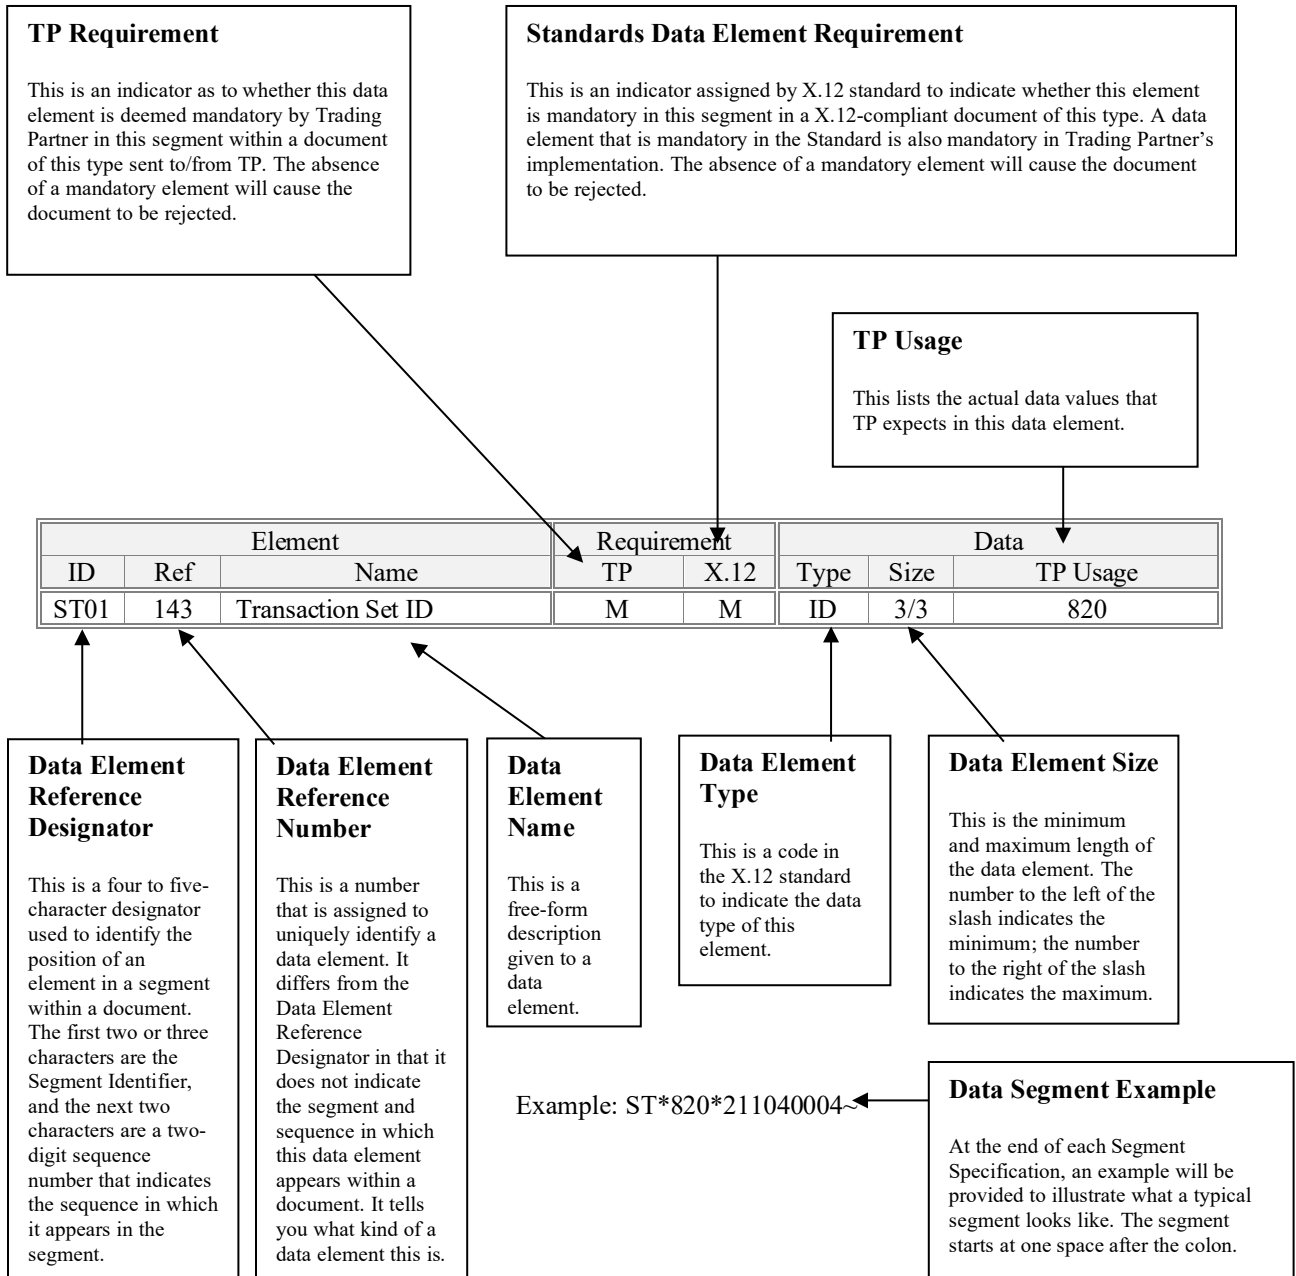 TP Requirement
This is an indicator as to whether this data
element is deemed mandatory by Trading
Partner in this segment within a document
of this type sent to/from TP. The absence
of a mandatory element will cause the
document to be rejected.
Standards Data Element Requirement
This is an indicator assigned by X.12 standard to indicate whether this element
is mandatory in this segment in a X.12-compliant document of this type. A data
element that is mandatory in the Standard is also mandatory in Trading Partner’s
implementation. The absence of a mandatory element will cause the document
to be rejected.
TP Usage
This lists the actual data values that
TP expects in this data element.
Element Requirement Data
ID Ref Name TP X.12 Type Size TP Usage
ST01 143 Transaction Set ID M M ID 3/3 820
Data Element
Reference
Designator
This is a four to five-
character designator
used to identify the
position of an
element in a segment
within a document.
The first two or three
characters are the
Segment Identifier,
and the next two
characters are a two-
digit sequence
number that indicates
the sequence in which
it appears in the
segment.
Data Element
Reference
Number
This is a number
that is assigned to
uniquely identify a
data element. It
differs from the
Data Element
Reference
Designator in that it
does not indicate
the segment and
sequence in which
this data element
appears within a
document. It tells
you what kind of a
data element this is.
Data
Element
Name
This is a
free-form
description
given to a
data
element.
Data Element
Type
This is a code in
the X.12 standard
to indicate the data
type of this
element.
Data Element Size
This is the minimum
and maximum length of
the data element. The
number to the left of the
slash indicates the
minimum; the number
to the right of the slash
indicates the maximum.
Example: ST*820*211040004~
Data Segment Example
At the end of each Segment
Specification, an example will be
provided to illustrate what a typical
segment looks like. The segment
starts at one space after the colon.